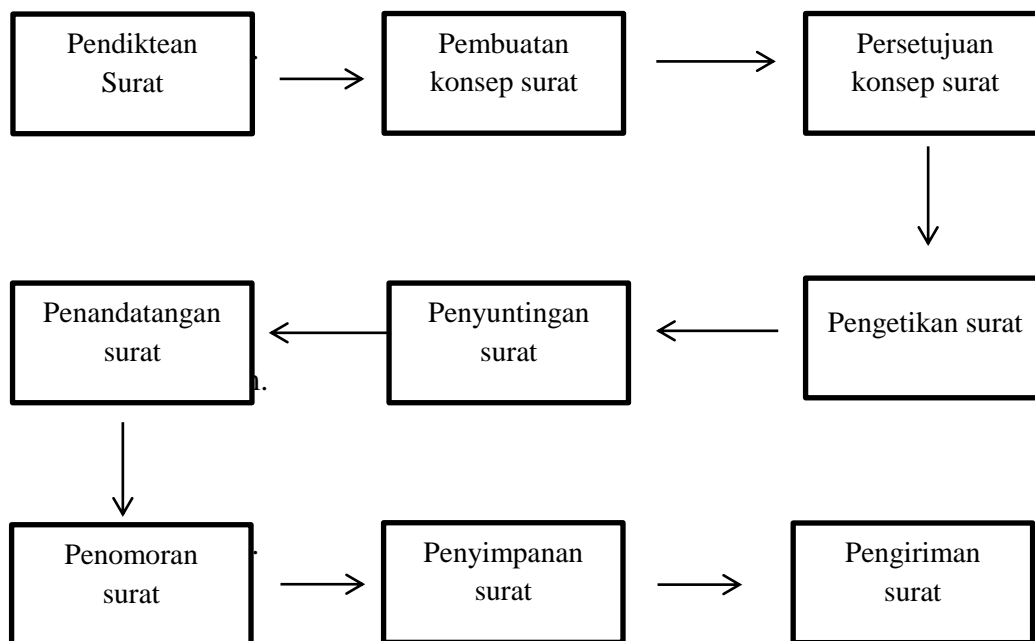 Pendiktean
Surat
Pembuatan
konsep surat
Persetujuan
konsep surat
Pengetikan surat
Penyuntingan
surat
Penandatangan
surat
Penomoran
surat
Penyimpanan
surat
Pengiriman
surat